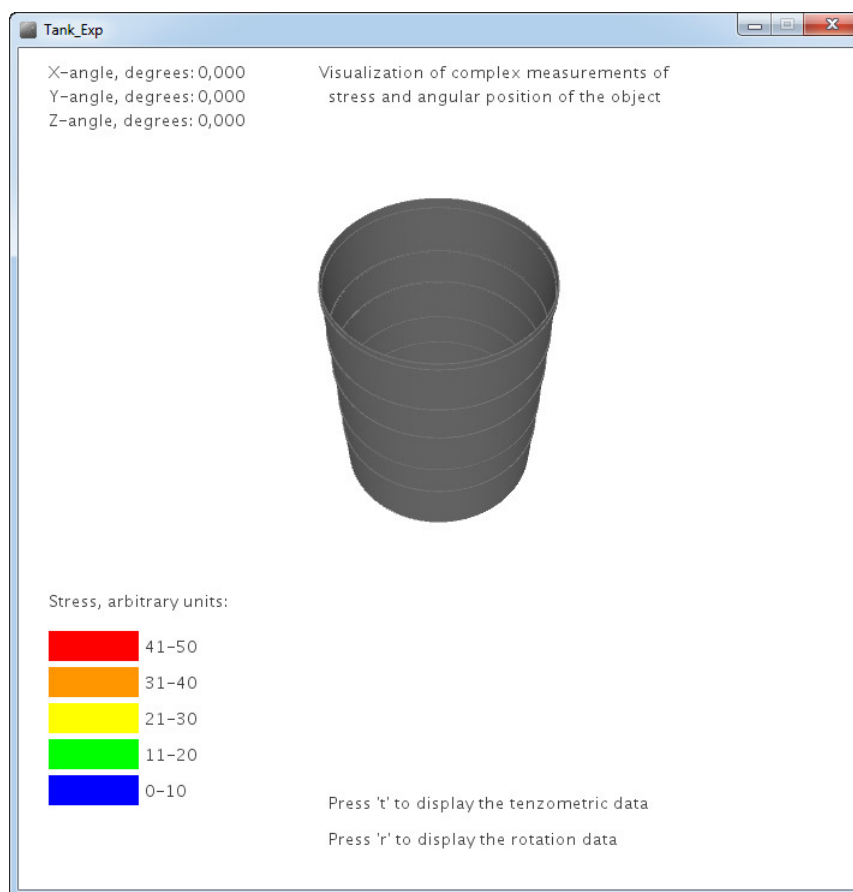 Tank_Exp
X-angle, degrees: 0,000
Y-angle, degrees: 0,000
Z-angle, degrees: 0,000
Visualization of complex measurements of
stress and angular position of the object
Stress, arbitrary units:
41-50
31-40
21-30
11-20
0-10
Press 't' to display the tenzometric data
Press 'r' to display the rotation data